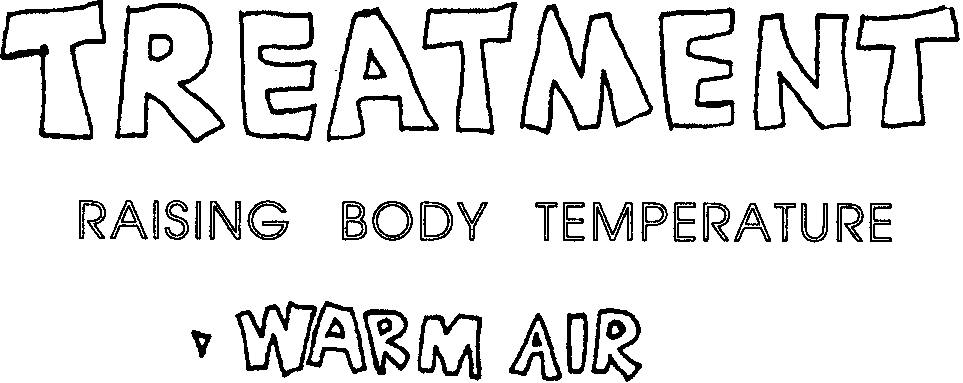 TREATMENT
RAISING BODY TEMPERATURE
WARM AIR